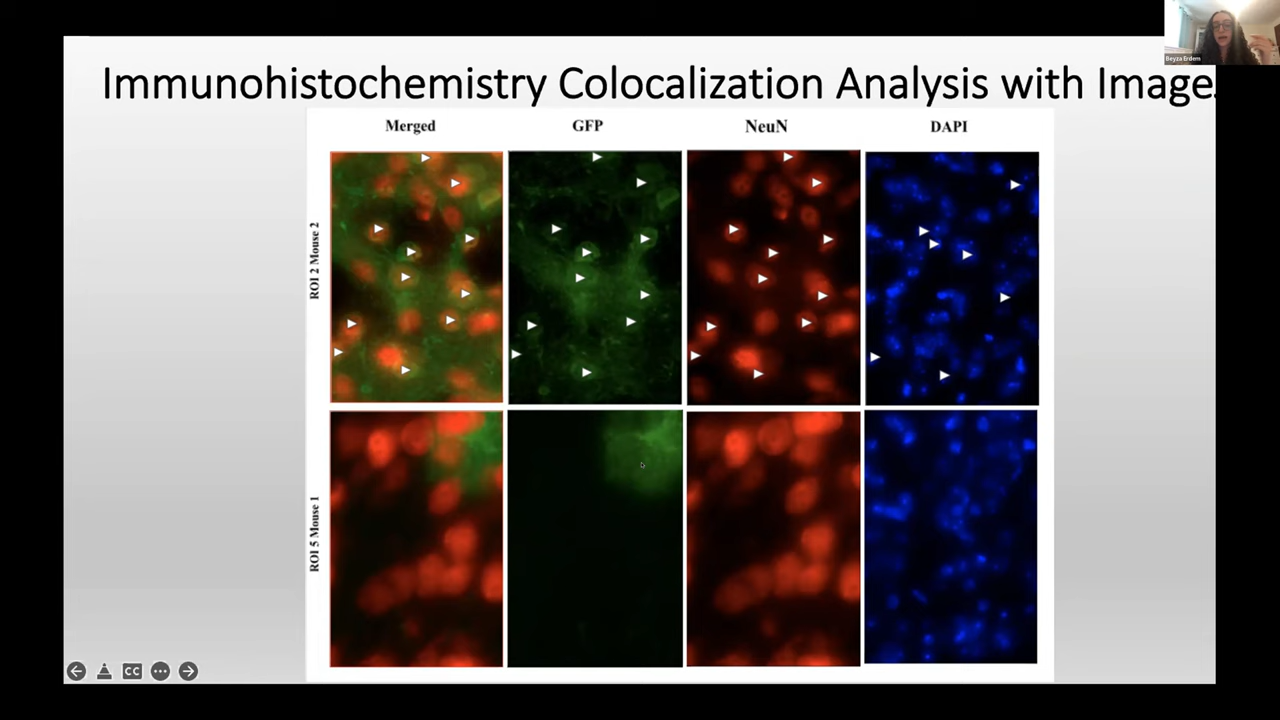 Immunohistochemistry Colocalization Analysis with Image
Merged GFP NeuN DAPI
ROI 2 Mouse 2
ROI 5 Mouse 1
CC
Beyza Erdem